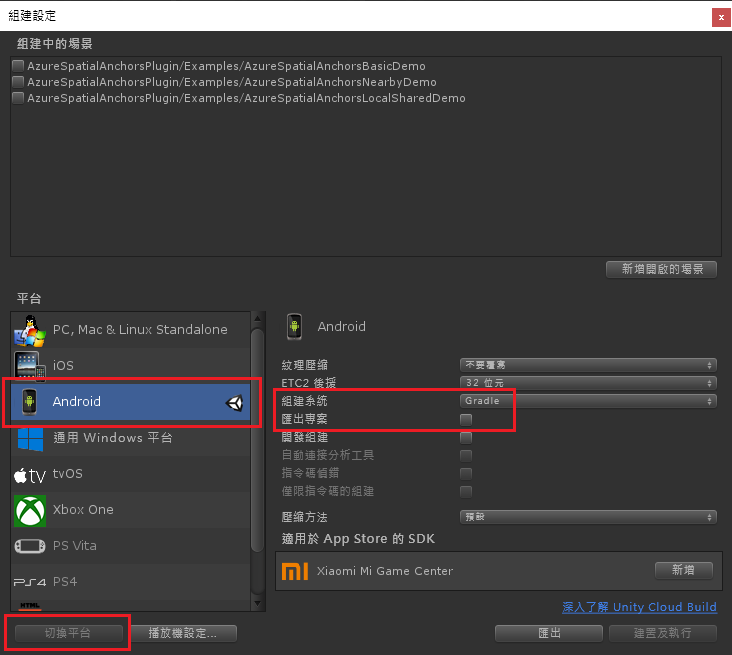 組建設定
x
組建中的場景
AzureSpatialAnchorsPlugin/Examples/AzureSpatialAnchorsBasicDemo
AzureSpatialAnchorsPlugin/Examples/AzureSpatialAnchorsNearbyDemo
AzureSpatialAnchorsPlugin/Examples/AzureSpatialAnchorsLocalSharedDemo
新增開啟的場景
平台
PC, Mac & Linux Standalone
iOS
Android
通用 Windows 平台
tv tvOS
Xbox One
PS Vita
PS4 PS4
HTML
切換平台
播放機設定...
Android
紋理壓縮 不要覆寫
ETC2 後援 32 位元
組建系統 Gradle
匯出專案
開發組建
自動連接分析工具
指令碼偵錯
僅限指令碼的組建
壓縮方法 預設
適用於 App Store 的 SDK
mi Xiaomi Mi Game Center 新增
深入了解 Unity Cloud Build
匯出 建置及執行